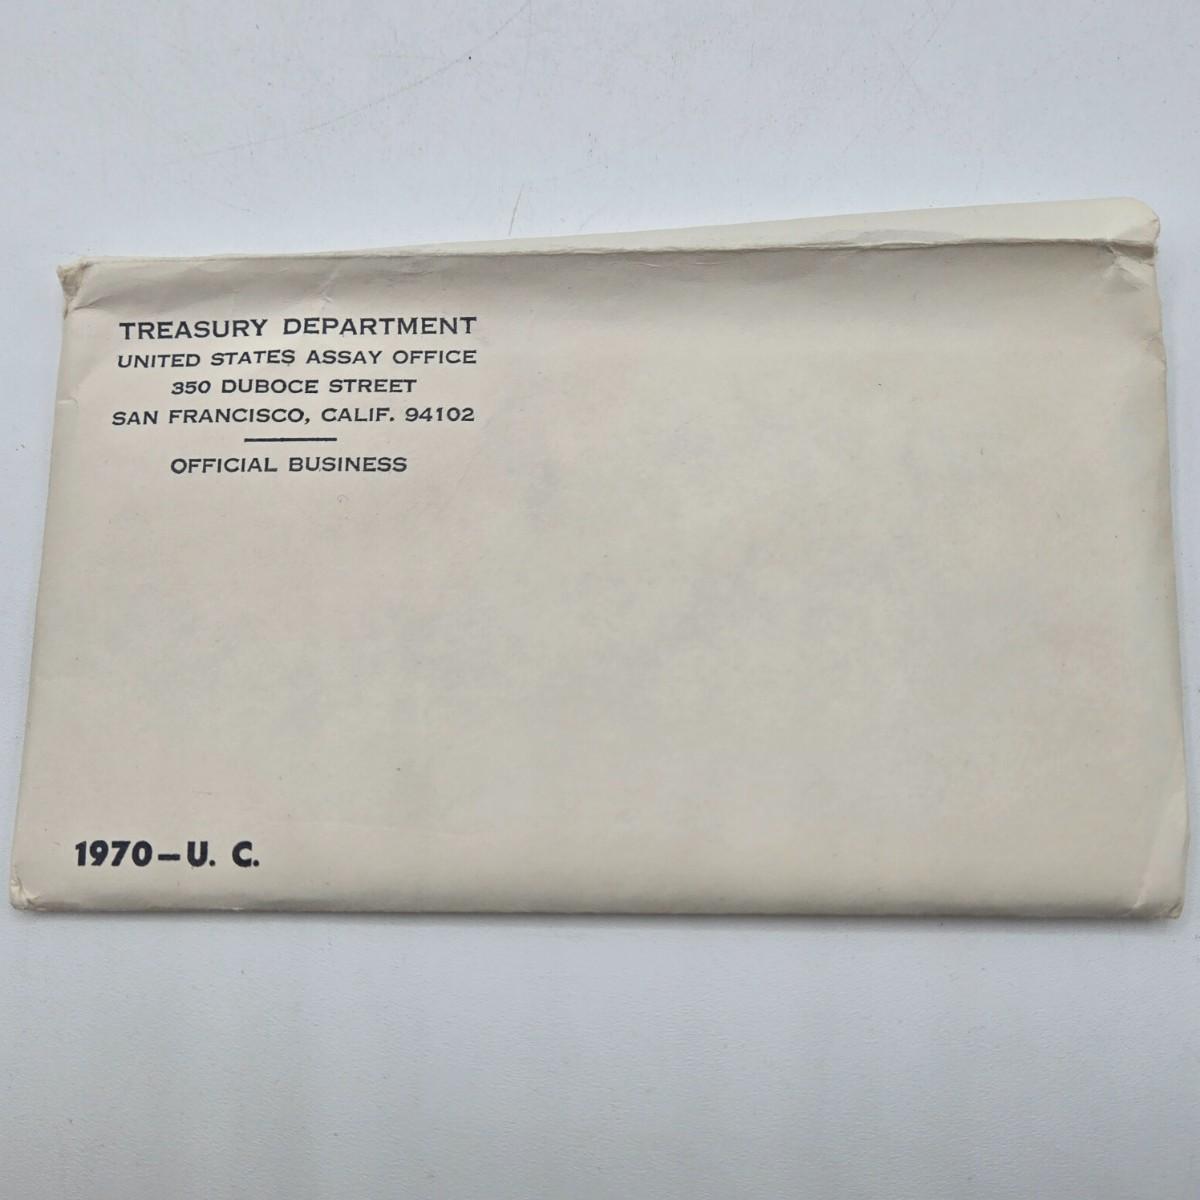 TREASURY DEPARTMENT
UNITED STATES ASSAY OFFICE
350 DUBOCE STREET
SAN FRANCISCO, CALIF. 94102
OFFICIAL BUSINESS
1970-U. C.